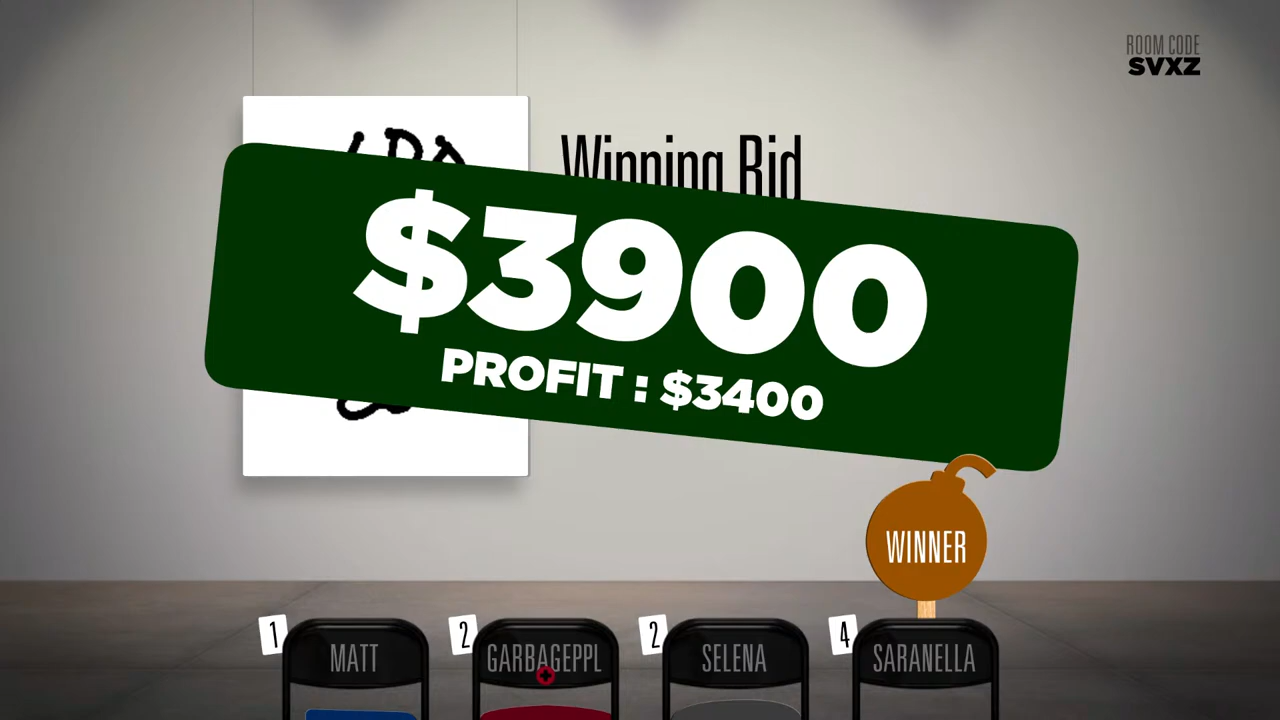 ROOM CODE
SVXZ
Winning Bid
$3900
PROFIT : $3400
WINNER
1 MATT
2 GARBAGEPPL
2 SELENA
4 SARANELLA